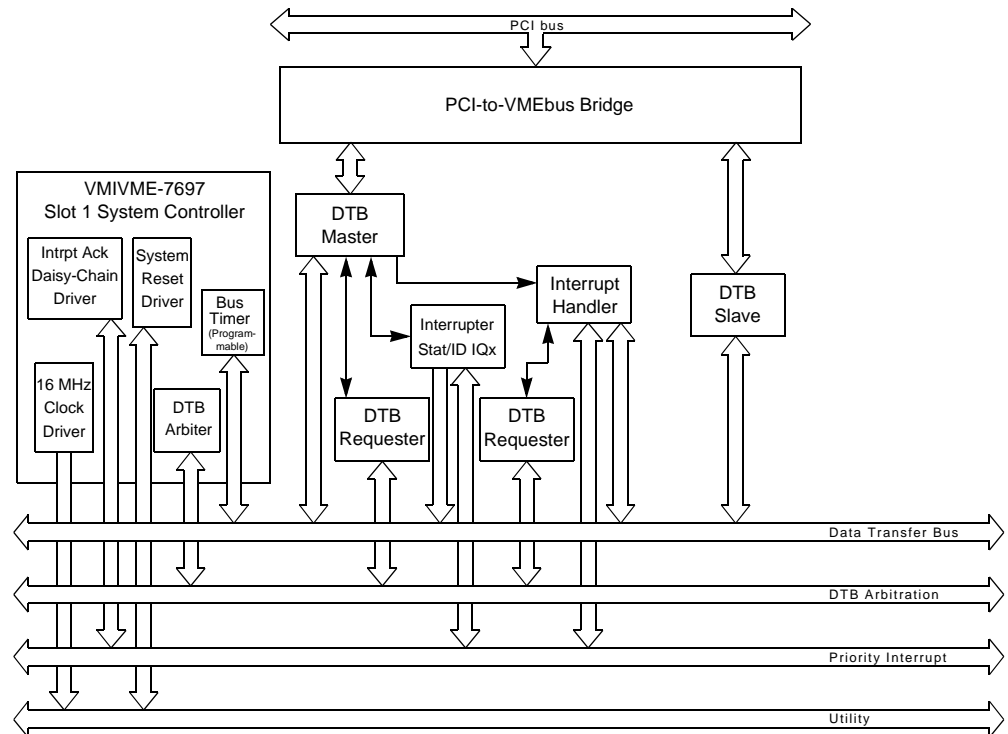 PCI bus
PCI-to-VMEbus Bridge
VMIVME-7697
Slot 1 System Controller
Intrpt Ack
Daisy-Chain
Driver
System
Reset
Driver
Bus
Timer
(Program-
mable)
16 MHz
Clock
Driver
DTB
Arbiter
DTB
Master
Interrupter
Stat/ID IQx
Interrupt
Handler
DTB
Slave
DTB
Requester
DTB
Requester
Data Transfer Bus
DTB Arbitration
Priority Interrupt
Utility